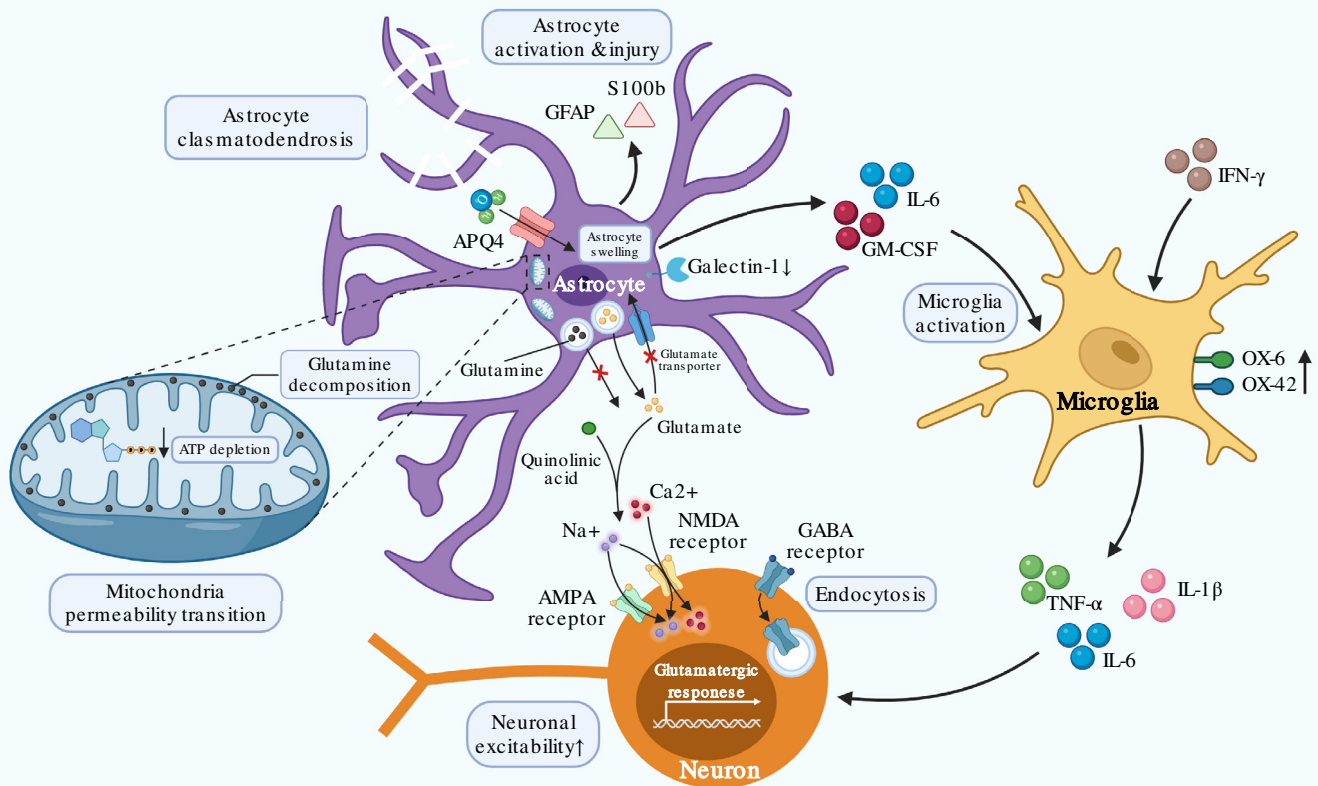 Astrocyte
activation &injury
Astrocyte
clasmatodendrosis
S100b
GFAP
APQ4
Astrocyte
swelling
Astrocyte
Galectin-1↓
IL-6
GM-CSF
IFN-γ
Microglia
activation
OX-6
OX-42
Microglia
Glutamine
decomposition
Glutamine
Glutamate
transporter
Glutamate
ATP depletion
Quinolinic
acid
Mitochondria
permeability transition
Ca2+
Na+
NMDA
receptor
GABA
receptor
AMPA
receptor
Endocytosis
TNF-α
IL-1β
IL-6
Glutamatergic
responese
Neuronal
excitability↑
Neuron